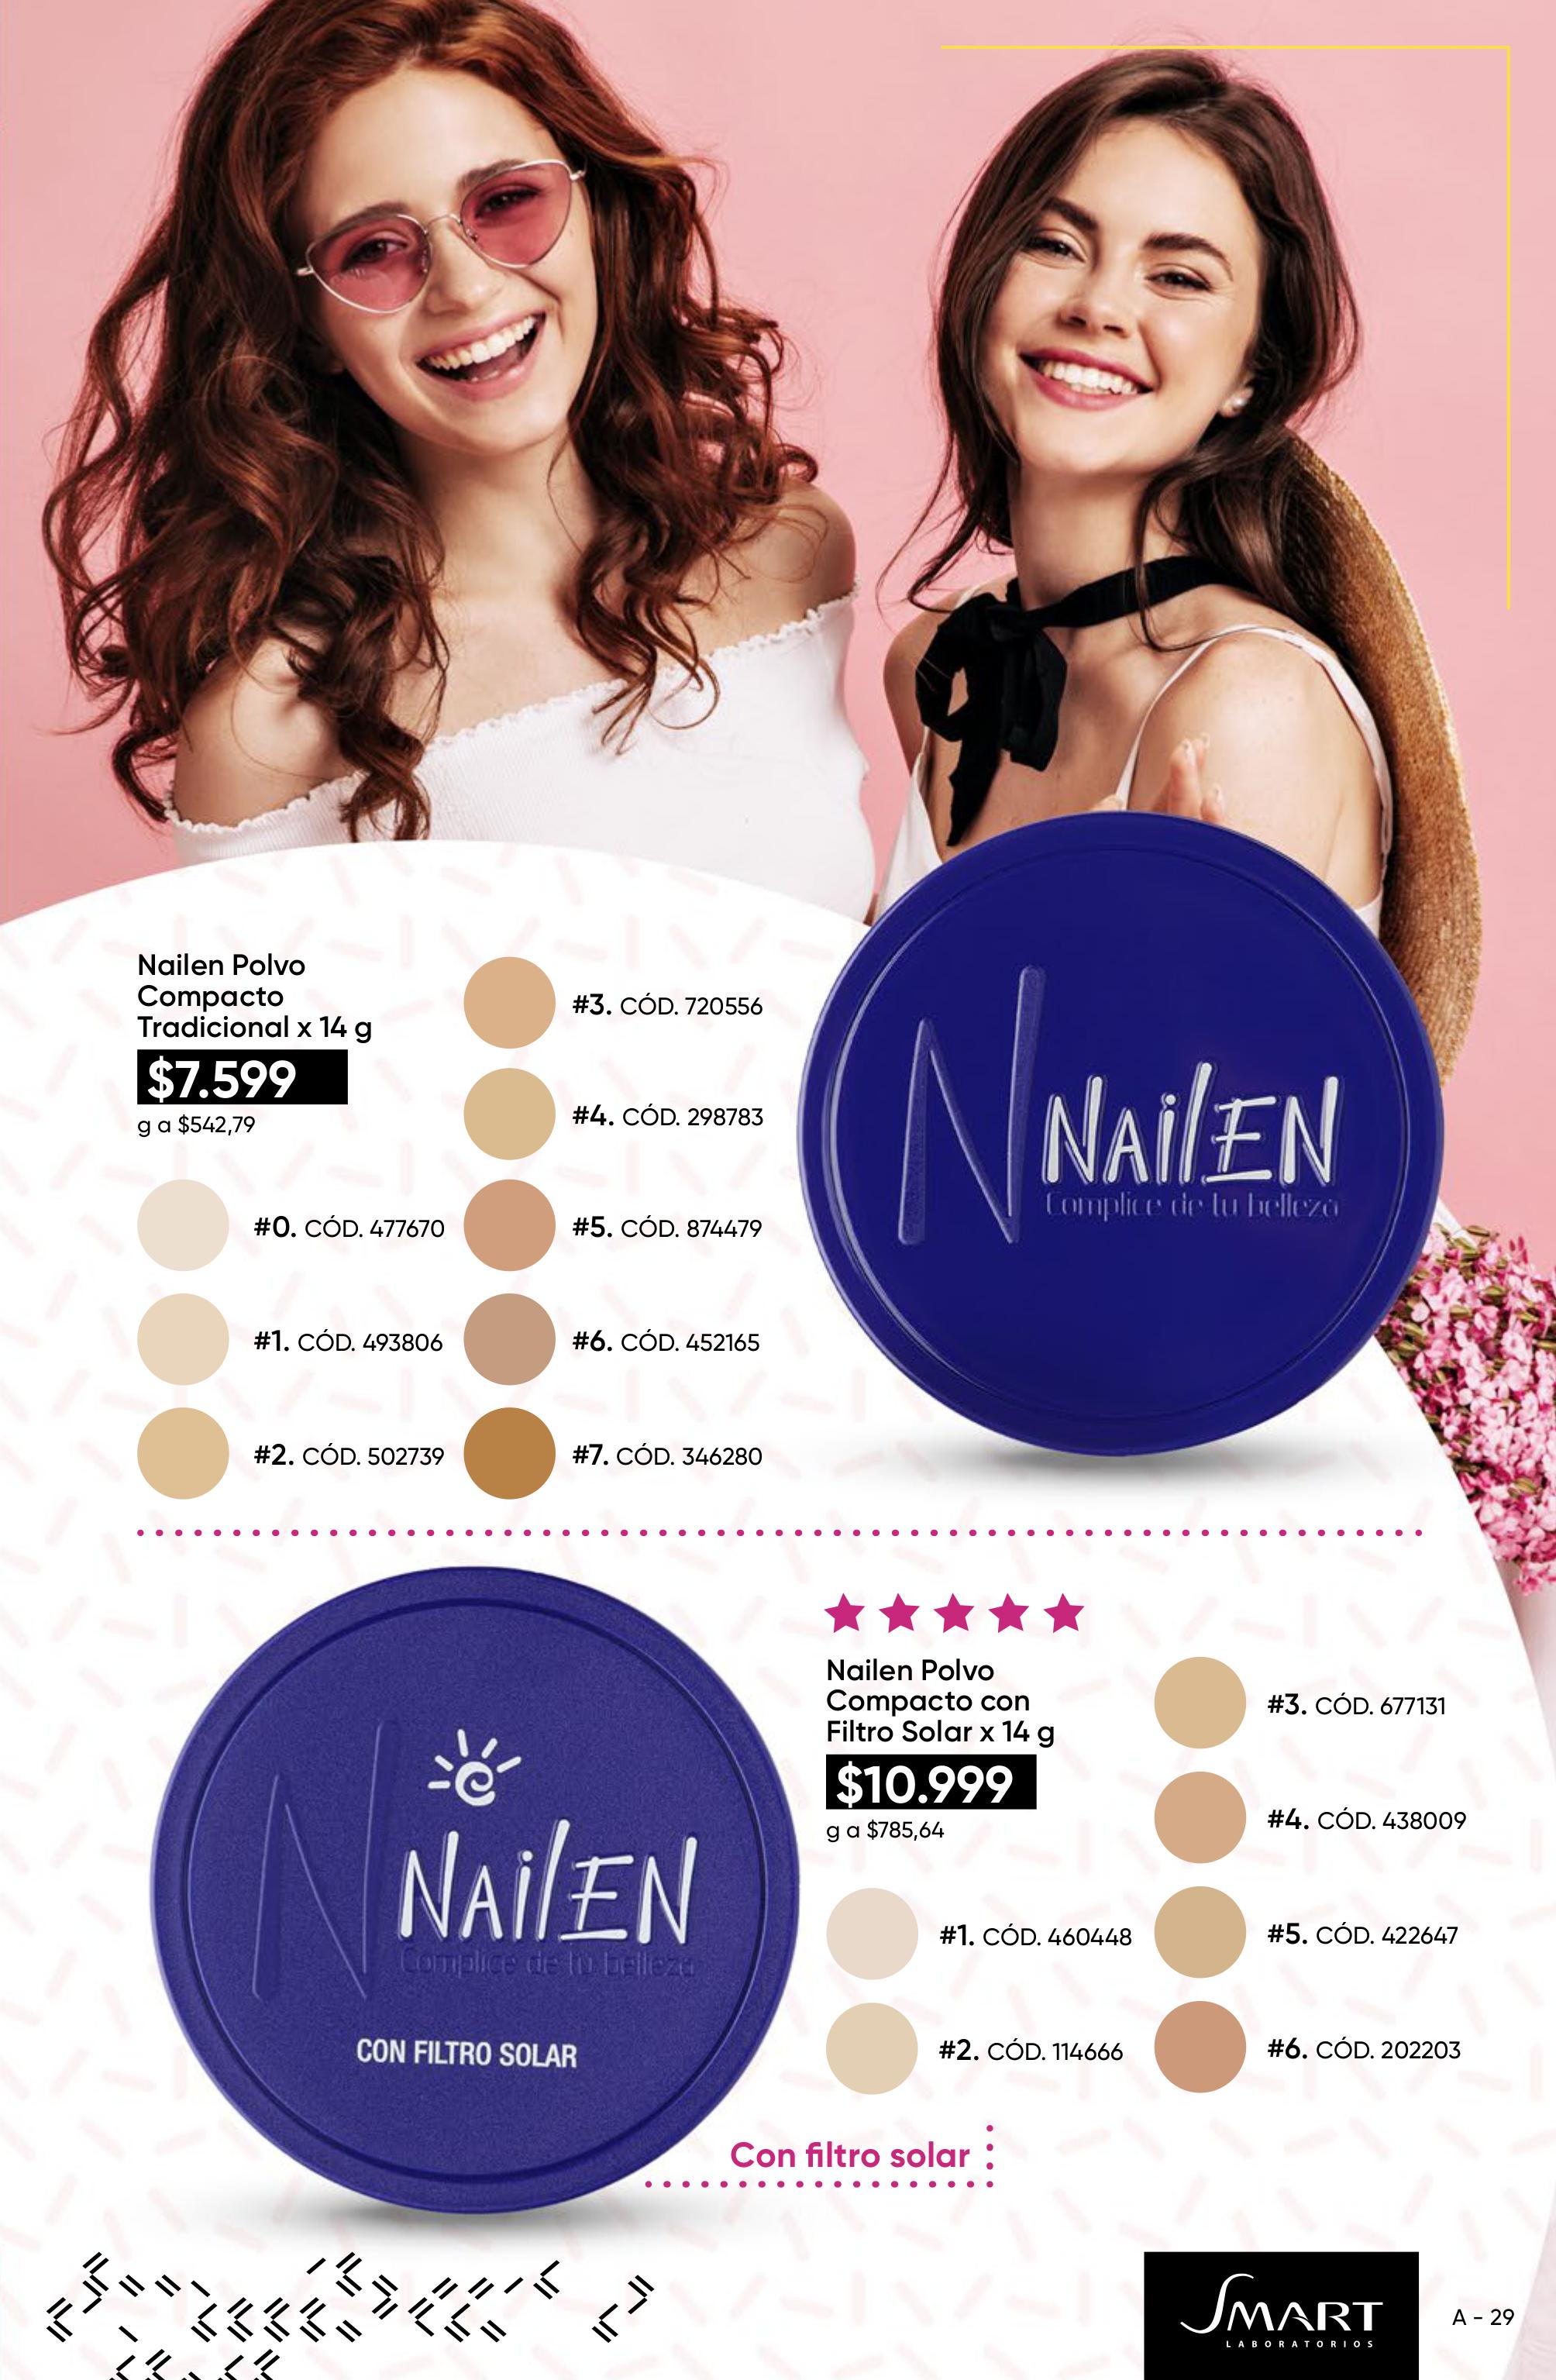 Nailen Polvo
Compacto
Tradicional x 14 g
$7.599
g a $542,79
#0. CÓD. 477670
#1. CÓD. 493806
#2. CÓD. 502739
#3. CÓD. 720556
#4. CÓD. 298783
#5. CÓD. 874479
#6. CÓD. 452165
#7. CÓD. 346280
N NAilEN
Complice de tu belleza
N NAilEN
Complice de tu belleza
CON FILTRO SOLAR
Nailen Polvo
Compacto con
Filtro Solar x 14 g
$10.999
g a $785,64
#1. CÓD. 460448
#2. CÓD. 114666
#3. CÓD. 677131
#4. CÓD. 438009
#5. CÓD. 422647
#6. CÓD. 202203
Con filtro solar
SMART
LABORATORIOS
A - 29